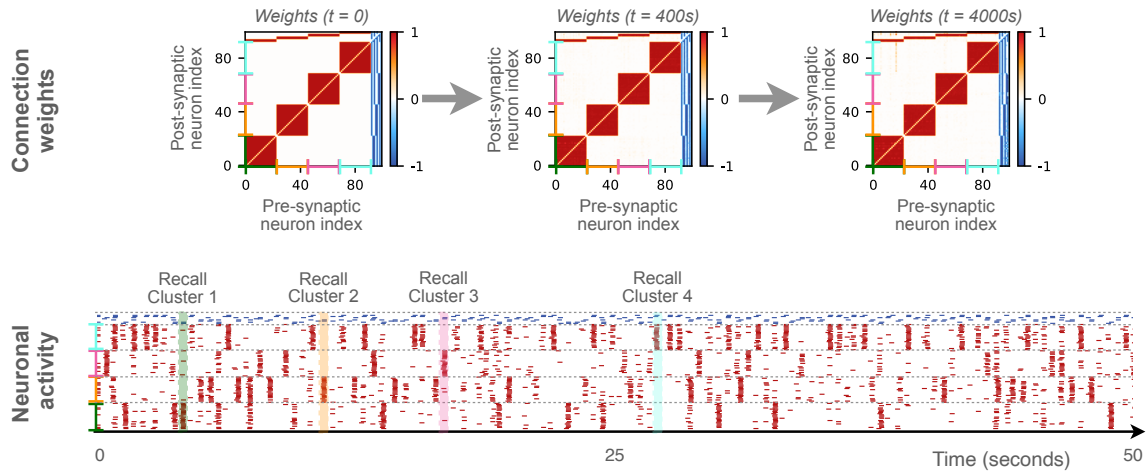 Weights (t = 0)
Weights (t = 400s)
Weights (t = 4000s)
Connection
weights
Post-synaptic
neuron index
80
40
0
0
40
80
1
0
-1
Pre-synaptic
neuron index
Post-synaptic
neuron index
80
40
0
0
40
80
1
0
-1
Pre-synaptic
neuron index
Post-synaptic
neuron index
80
40
0
0
40
80
1
0
-1
Pre-synaptic
neuron index
Neuronal
activity
Recall
Cluster 1
Recall
Cluster 2
Recall
Cluster 3
Recall
Cluster 4
0
25
Time (seconds)
50